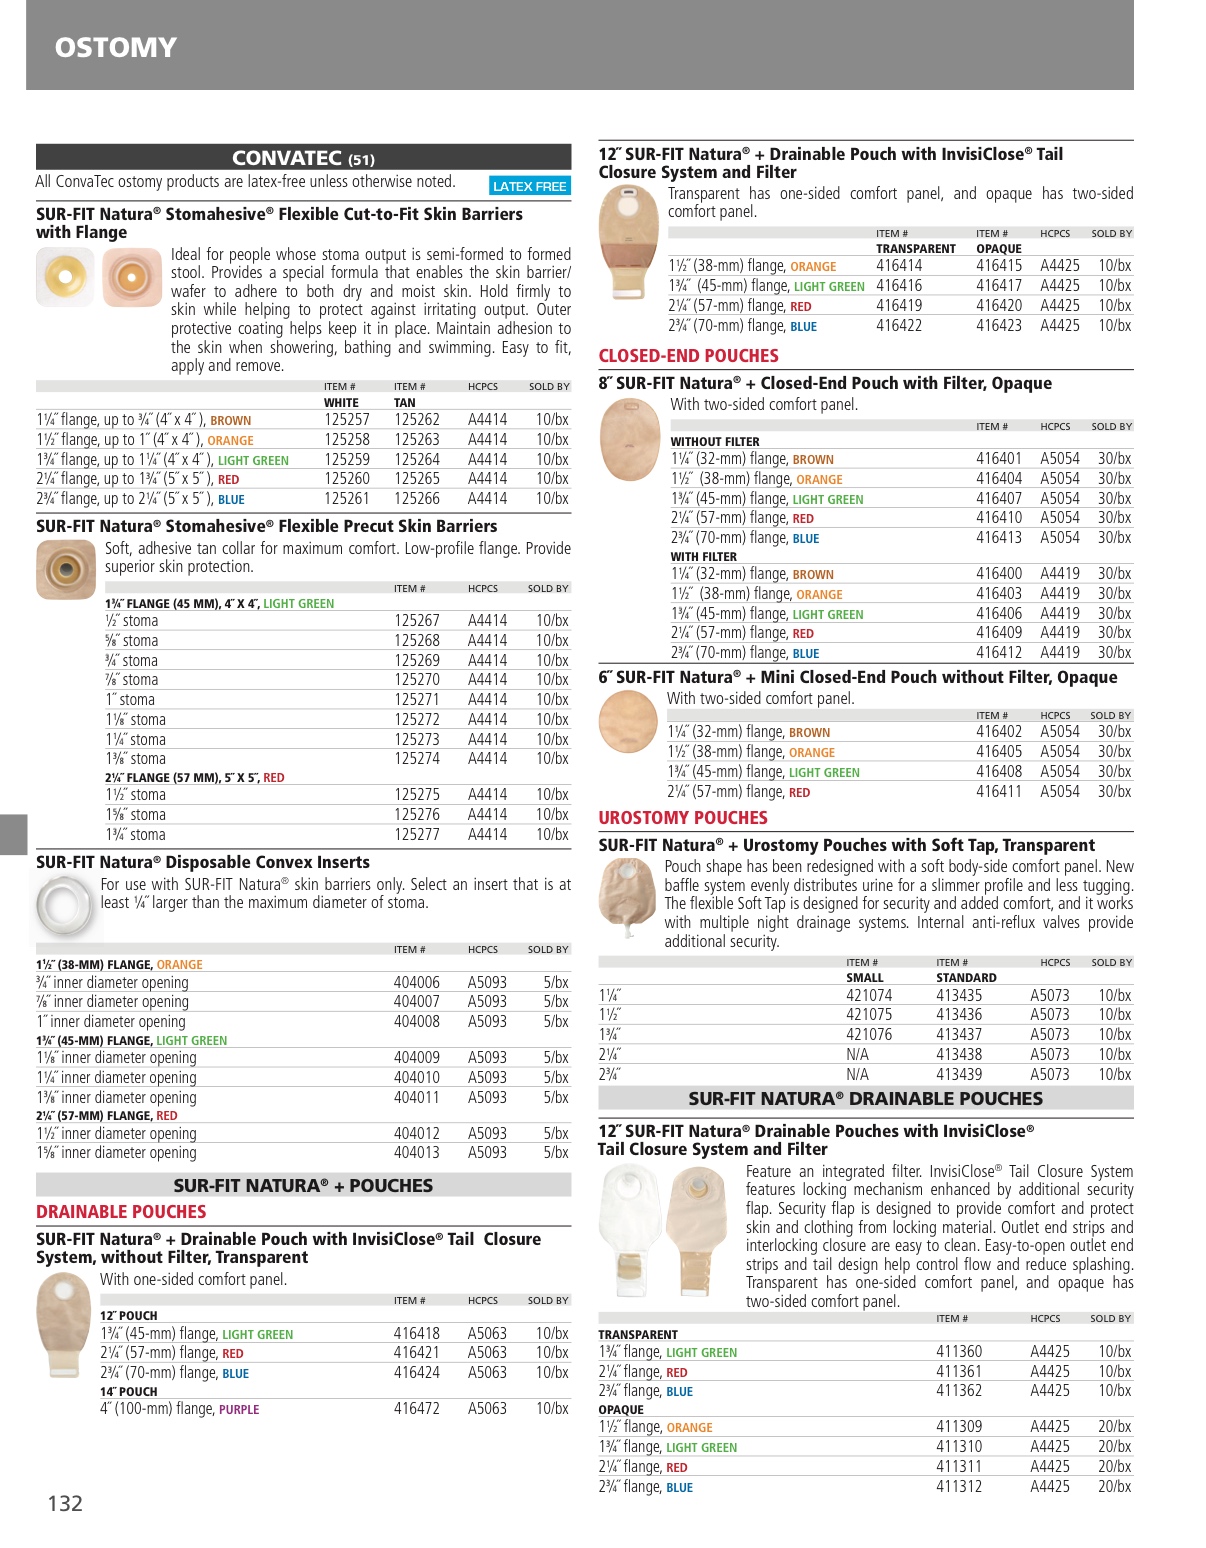 OSTOMY
CONVATEC (51)
All ConvaTec ostomy products are latex-free unless otherwise noted. LATEX FREE
SUR-FIT Natura® Stomahesive® Flexible Cut-to-Fit Skin Barriers
with Flange
Ideal for people whose stoma output is semi-formed to formed
stool. Provides a special formula that enables the skin barrier/
wafer to adhere to both dry and moist skin. Hold firmly to
skin while helping to protect against irritating output. Outer
protective coating helps keep it in place. Maintain adhesion to
the skin when showering, bathing and swimming. Easy to fit,
apply and remove.
ITEM # ITEM # HCPCS SOLD BY
WHITE TAN
1¼˝ flange, up to ¾˝ (4˝ x 4˝ ), BROWN 125257 125262 A4414 10/bx
1½˝ flange, up to 1˝ (4˝ x 4˝ ), ORANGE 125258 125263 A4414 10/bx
1¾˝ flange, up to 1¼˝ (4˝ x 4˝ ), LIGHT GREEN 125259 125264 A4414 10/bx
2¼˝ flange, up to 1¾˝ (5˝ x 5˝ ), RED 125260 125265 A4414 10/bx
2¾˝ flange, up to 2¼˝ (5˝ x 5˝ ), BLUE 125261 125266 A4414 10/bx
SUR-FIT Natura® Stomahesive® Flexible Precut Skin Barriers
Soft, adhesive tan collar for maximum comfort. Low-profile flange. Provide
superior skin protection.
ITEM # HCPCS SOLD BY
1¾˝ FLANGE (45 MM), 4˝ X 4˝, LIGHT GREEN
½˝ stoma 125267 A4414 10/bx
⅝˝ stoma 125268 A4414 10/bx
¾˝ stoma 125269 A4414 10/bx
⅞˝ stoma 125270 A4414 10/bx
1˝ stoma 125271 A4414 10/bx
1⅛˝ stoma 125272 A4414 10/bx
1¼˝ stoma 125273 A4414 10/bx
1⅜˝ stoma 125274 A4414 10/bx
2¼˝ FLANGE (57 MM), 5˝ X 5˝, RED
1½˝ stoma 125275 A4414 10/bx
1⅝˝ stoma 125276 A4414 10/bx
1¾˝ stoma 125277 A4414 10/bx
SUR-FIT Natura® Disposable Convex Inserts
For use with SUR-FIT Natura® skin barriers only. Select an insert that is at
least ¼˝ larger than the maximum diameter of stoma.
ITEM # HCPCS SOLD BY
1½˝ (38-MM) FLANGE, ORANGE
¾˝ inner diameter opening 404006 A5093 5/bx
⅞˝ inner diameter opening 404007 A5093 5/bx
1˝ inner diameter opening 404008 A5093 5/bx
1¾˝ (45-MM) FLANGE, LIGHT GREEN
1⅛˝ inner diameter opening 404009 A5093 5/bx
1¼˝ inner diameter opening 404010 A5093 5/bx
1⅜˝ inner diameter opening 404011 A5093 5/bx
2¼˝ (57-MM) FLANGE, RED
1½˝ inner diameter opening 404012 A5093 5/bx
1⅝˝ inner diameter opening 404013 A5093 5/bx
SUR-FIT NATURA® + POUCHES
DRAINABLE POUCHES
SUR-FIT Natura® + Drainable Pouch with InvisiClose® Tail Closure
System, without Filter, Transparent
With one-sided comfort panel.
ITEM # HCPCS SOLD BY
12˝ POUCH
1¾˝ (45-mm) flange, LIGHT GREEN 416418 A5063 10/bx
2¼˝ (57-mm) flange, RED 416421 A5063 10/bx
2¾˝ (70-mm) flange, BLUE 416424 A5063 10/bx
14˝ POUCH
4˝ (100-mm) flange, PURPLE 416472 A5063 10/bx
132
12˝ SUR-FIT Natura® + Drainable Pouch with InvisiClose® Tail
Closure System and Filter
Transparent has one-sided comfort panel, and opaque has two-sided
comfort panel.
ITEM # ITEM # HCPCS SOLD BY
TRANSPARENT OPAQUE
1½˝ (38-mm) flange, ORANGE 416414 416415 A4425 10/bx
1¾˝ (45-mm) flange, LIGHT GREEN 416416 416417 A4425 10/bx
2¼˝ (57-mm) flange, RED 416419 416420 A4425 10/bx
2¾˝ (70-mm) flange, BLUE 416422 416423 A4425 10/bx
CLOSED-END POUCHES
8˝ SUR-FIT Natura® + Closed-End Pouch with Filter, Opaque
With two-sided comfort panel.
ITEM # HCPCS SOLD BY
WITHOUT FILTER
1¼˝ (32-mm) flange, BROWN 416401 A5054 30/bx
1½˝ (38-mm) flange, ORANGE 416404 A5054 30/bx
1¾˝ (45-mm) flange, LIGHT GREEN 416407 A5054 30/bx
2¼˝ (57-mm) flange, RED 416410 A5054 30/bx
2¾˝ (70-mm) flange, BLUE 416413 A5054 30/bx
WITH FILTER
1¼˝ (32-mm) flange, BROWN 416400 A4419 30/bx
1½˝ (38-mm) flange, ORANGE 416403 A4419 30/bx
1¾˝ (45-mm) flange, LIGHT GREEN 416406 A4419 30/bx
2¼˝ (57-mm) flange, RED 416409 A4419 30/bx
2¾˝ (70-mm) flange, BLUE 416412 A4419 30/bx
6˝ SUR-FIT Natura® + Mini Closed-End Pouch without Filter, Opaque
With two-sided comfort panel.
ITEM # HCPCS SOLD BY
1¼˝ (32-mm) flange, BROWN 416402 A5054 30/bx
1½˝ (38-mm) flange, ORANGE 416405 A5054 30/bx
1¾˝ (45-mm) flange, LIGHT GREEN 416408 A5054 30/bx
2¼˝ (57-mm) flange, RED 416411 A5054 30/bx
UROSTOMY POUCHES
SUR-FIT Natura® + Urostomy Pouches with Soft Tap, Transparent
Pouch shape has been redesigned with a soft body-side comfort panel. New
baffle system evenly distributes urine for a slimmer profile and less tugging.
The flexible Soft Tap is designed for security and added comfort, and it works
with multiple night drainage systems. Internal anti-reflux valves provide
additional security.
ITEM # ITEM # HCPCS SOLD BY
SMALL STANDARD
1¼˝ 421074 413435 A5073 10/bx
1½˝ 421075 413436 A5073 10/bx
1¾˝ 421076 413437 A5073 10/bx
2¼˝ N/A 413438 A5073 10/bx
2¾˝ N/A 413439 A5073 10/bx
SUR-FIT NATURA® DRAINABLE POUCHES
12˝ SUR-FIT Natura® Drainable Pouches with InvisiClose®
Tail Closure System and Filter
Feature an integrated filter. InvisiClose® Tail Closure System
features locking mechanism enhanced by additional security
flap. Security flap is designed to provide comfort and protect
skin and clothing from locking material. Outlet end strips and
interlocking closure are easy to clean. Easy-to-open outlet end
strips and tail design help control flow and reduce splashing.
Transparent has one-sided comfort panel, and opaque has
two-sided comfort panel.
ITEM # HCPCS SOLD BY
TRANSPARENT
1¾˝ flange, LIGHT GREEN 411360 A4425 10/bx
2¼˝ flange, RED 411361 A4425 10/bx
2¾˝ flange, BLUE 411362 A4425 10/bx
OPAQUE
1½˝ flange, ORANGE 411309 A4425 20/bx
1¾˝ flange, LIGHT GREEN 411310 A4425 20/bx
2¼˝ flange, RED 411311 A4425 20/bx
2¾˝ flange, BLUE 411312 A4425 20/bx